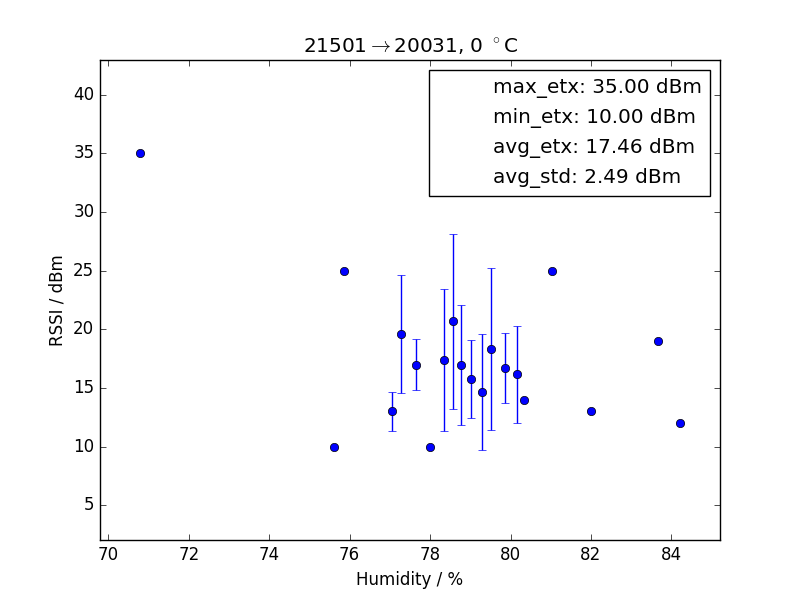 21501→20031, 0 °C
max_etx: 35.00 dBm
min_etx: 10.00 dBm
avg_etx: 17.46 dBm
avg_std: 2.49 dBm
RSSI / dBm
40
35
30
25
20
15
10
5
70 72 74 76 78 80 82 84
Humidity / %